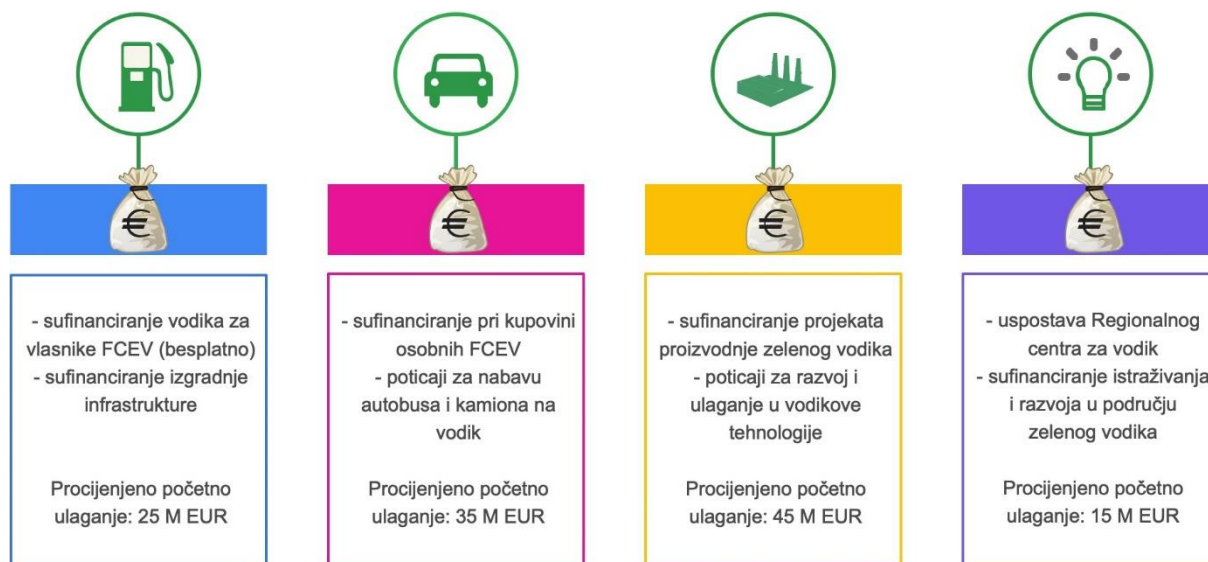 €
- sufinanciranje vodika za
vlasnike FCEV (besplatno)
- sufinanciranje izgradnje
infrastrukture
Procijenjeno početno
ulaganje: 25 M EUR
€
- sufinanciranje pri kupovini
osobnih FCEV
- poticaji za nabavu
autobusa i kamiona na
vodik
Procijenjeno početno
ulaganje: 35 M EUR
€
- sufinanciranje projekata
proizvodnje zelenog vodika
- poticaji za razvoj i
ulaganje u vodikove
tehnologije
Procijenjeno početno
ulaganje: 45 M EUR
€
- uspostava Regionalnog
centra za vodik
- sufinanciranje istraživanja
i razvoja u području
zelenog vodika
Procijenjeno početno
ulaganje: 15 M EUR